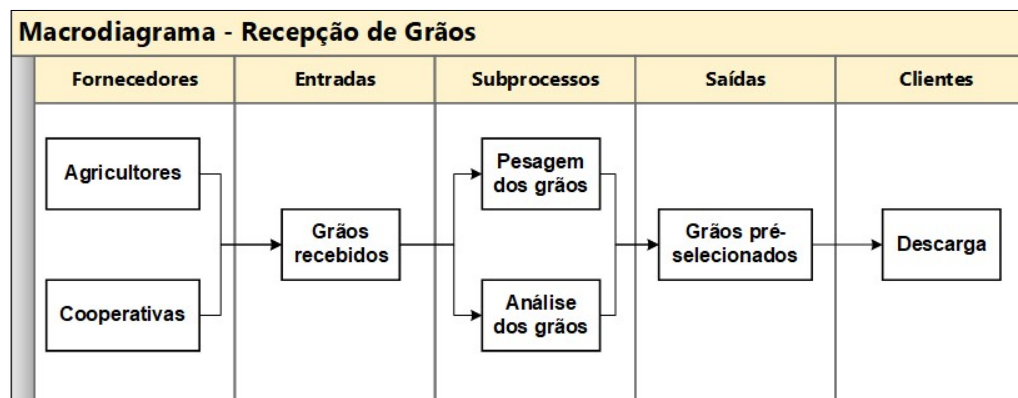 Macrodiagrama - Recepção de Grãos
Fornecedores
Entradas
Subprocessos
Saídas
Clientes
Agricultores
Cooperativas
Grãos
recebidos
Pesagem
dos grãos
Análise
dos grãos
Grãos pré-
selecionados
Descarga